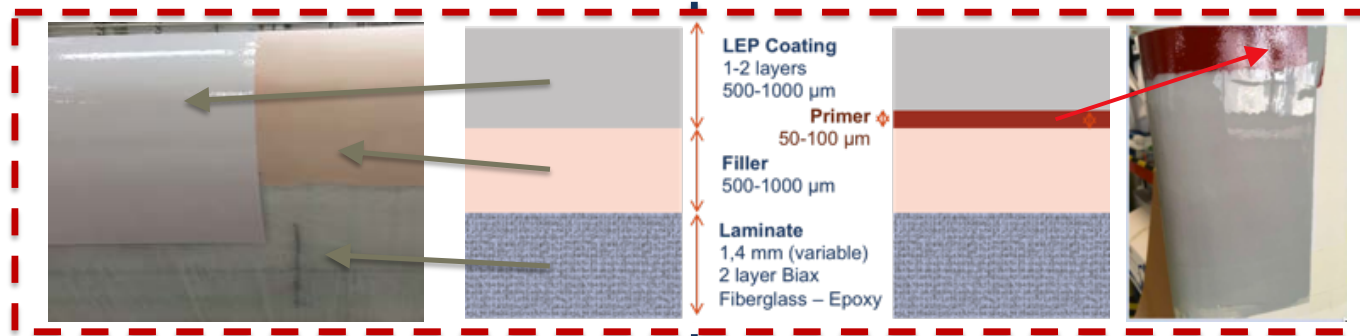 LEP Coating
1-2 layers
500-1000 µm
Primer
50-100 µm
Filler
500-1000 µm
Laminate
1,4 mm (variable)
2 layer Biax
Fiberglass – Epoxy